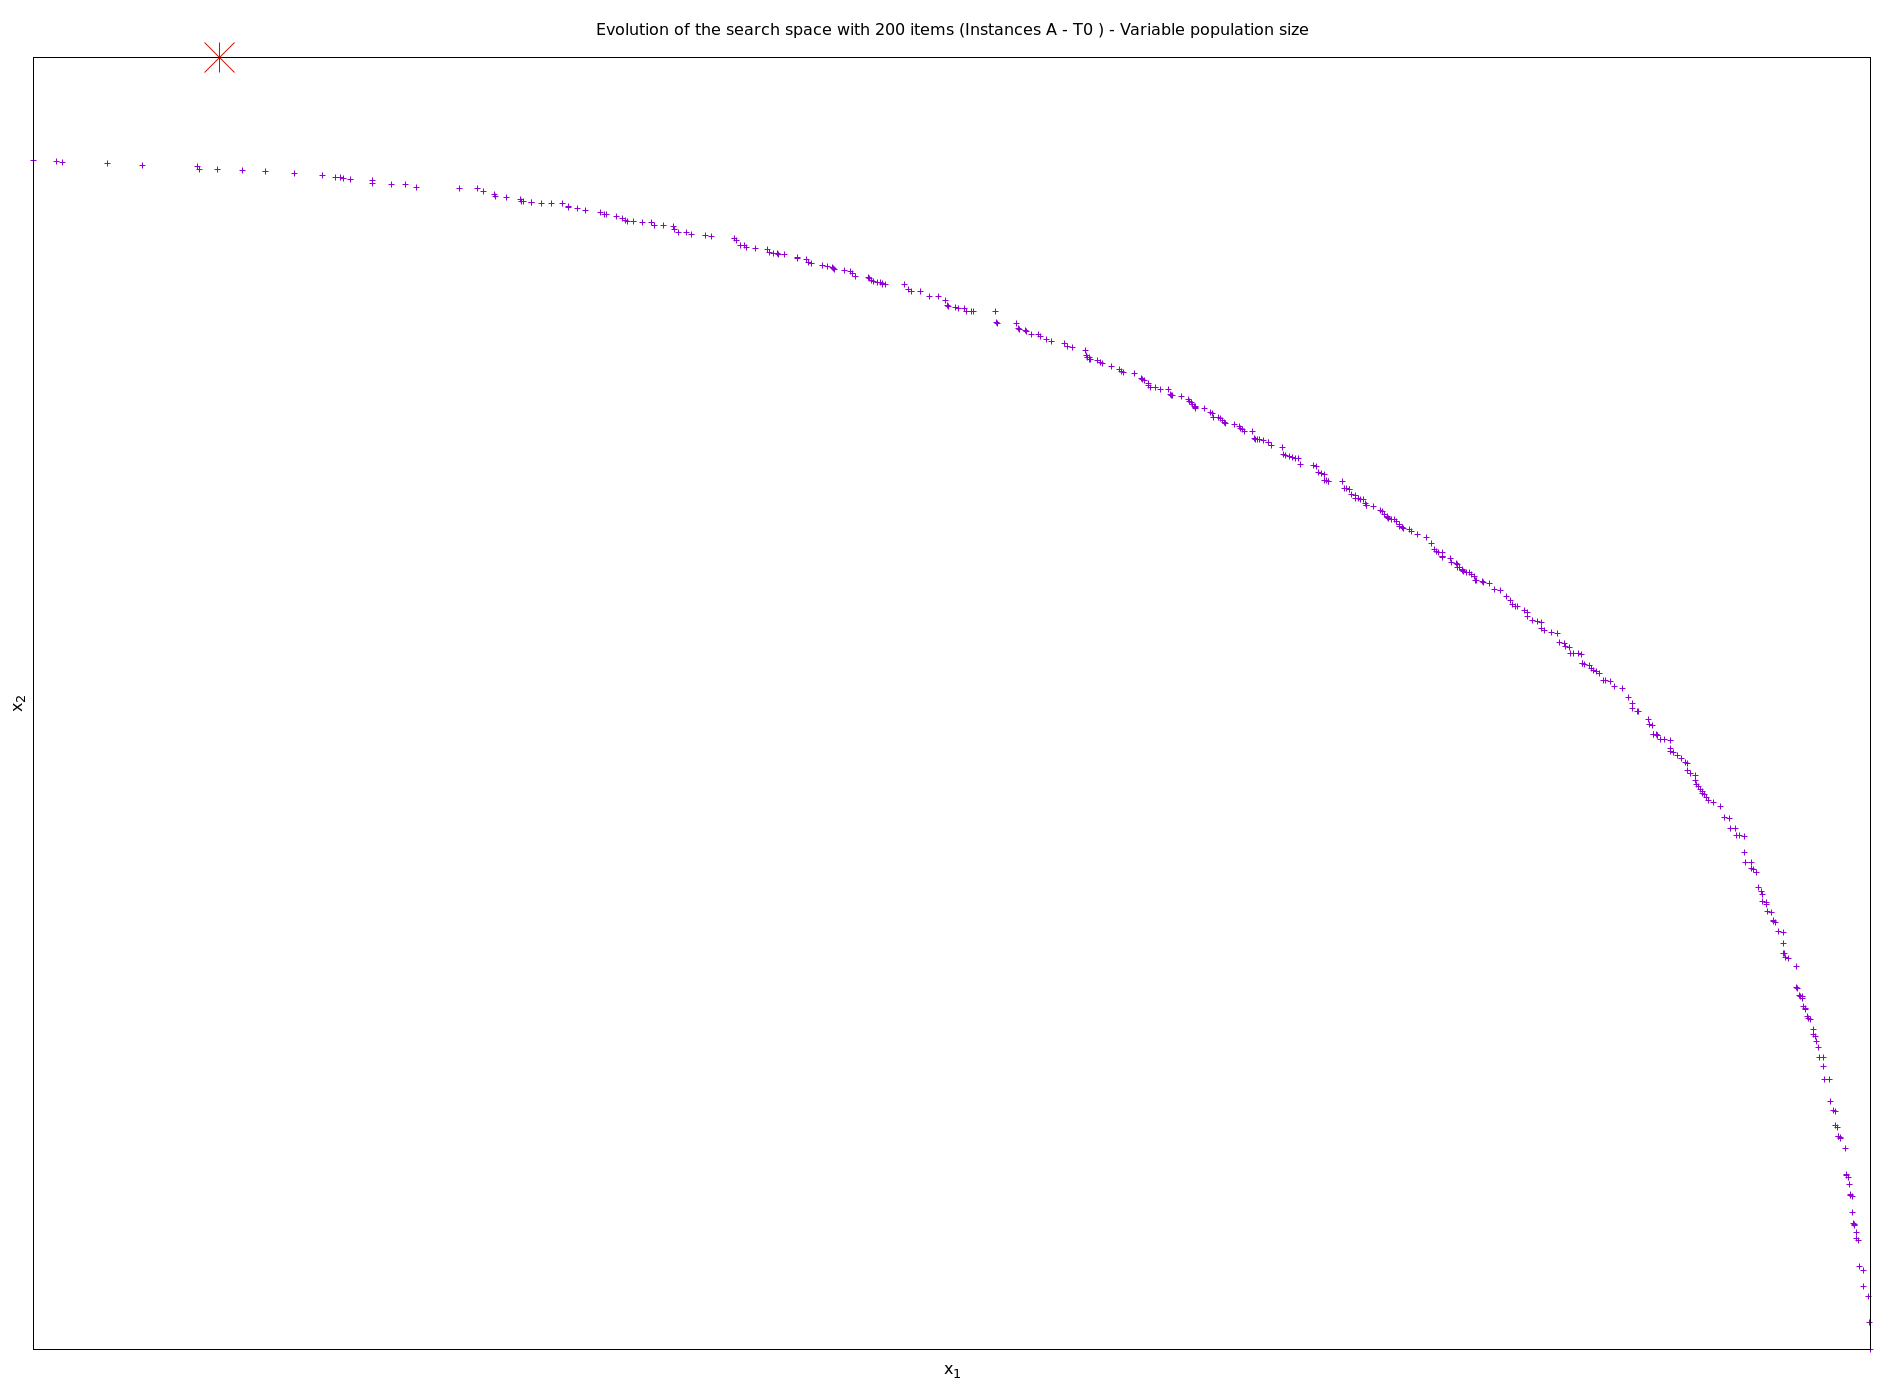 Evolution of the search space with 200 items (Instances A - T0 ) - Variable population size
x₂
x₁